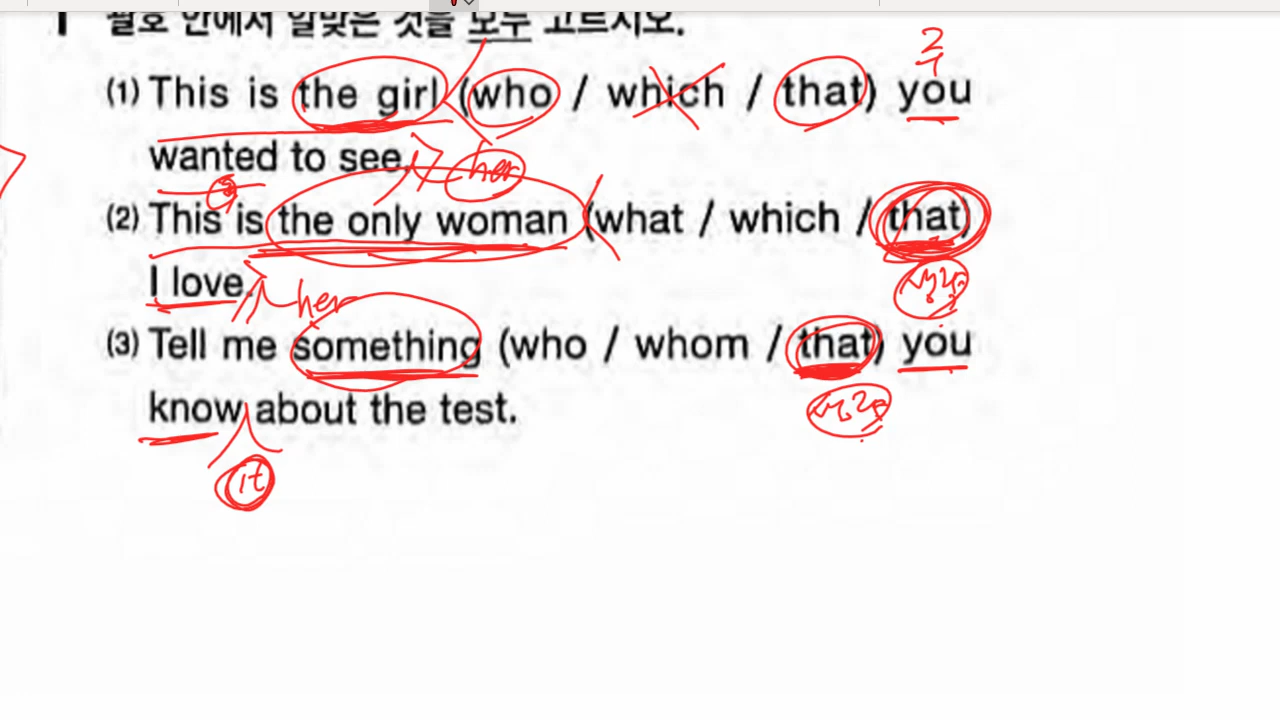 1 괄호 안에서 알맞은 것을 모두 고르시오.
2
(1) This is the girl (who / which / that) you
wanted to see.
her
(2) This is the only woman (what / which / that)
I love.
her
(3) Tell me something (who / whom / that) you
know about the test.
it